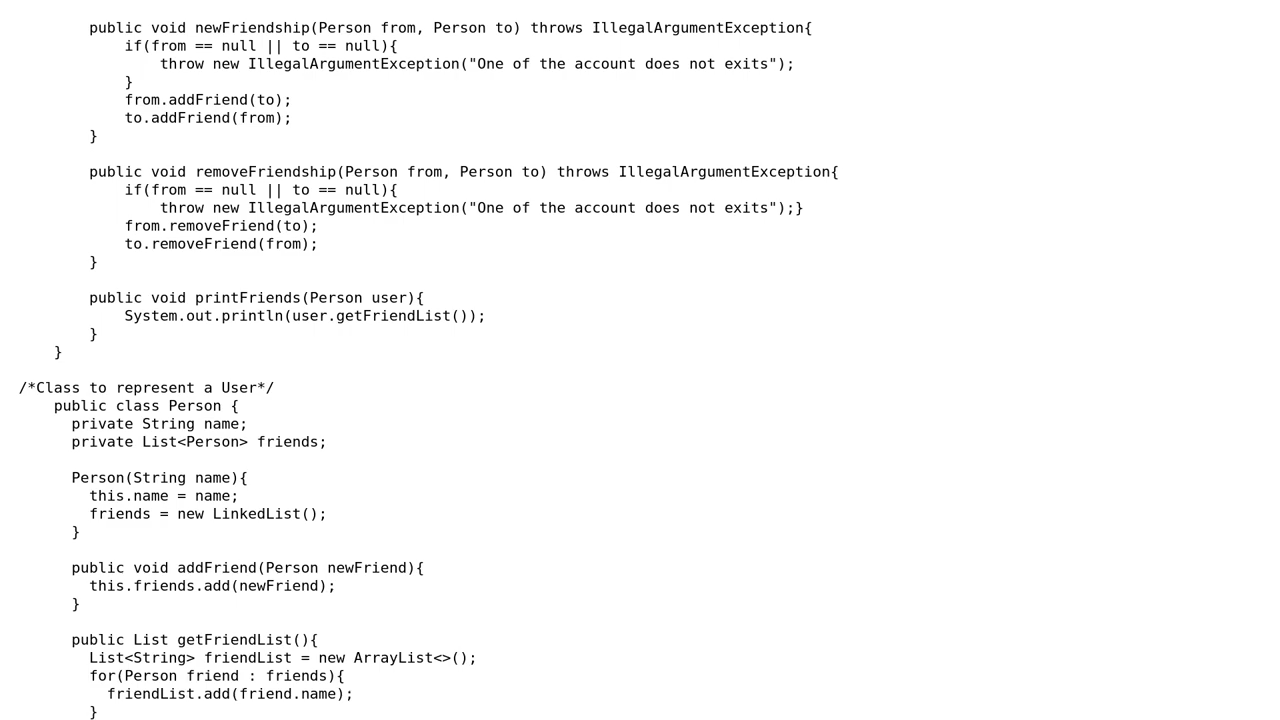 public void newFriendship(Person from, Person to) throws IllegalArgumentException{
            if(from == null || to == null){
                throw new IllegalArgumentException("One of the account does not exits");
            }
            from.addFriend(to);
            to.addFriend(from);
        }

        public void removeFriendship(Person from, Person to) throws IllegalArgumentException{
            if(from == null || to == null){
                throw new IllegalArgumentException("One of the account does not exits");}
            from.removeFriend(to);
            to.removeFriend(from);
        }

        public void printFriends(Person user){
            System.out.println(user.getFriendList());
        }
    }

/*Class to represent a User*/
    public class Person {
      private String name;
      private List<Person> friends;

      Person(String name){
        this.name = name;
        friends = new LinkedList();
      }

      public void addFriend(Person newFriend){
        this.friends.add(newFriend);
      }

      public List getFriendList(){
        List<String> friendList = new ArrayList<>();
        for(Person friend : friends){
          friendList.add(friend.name);
        }